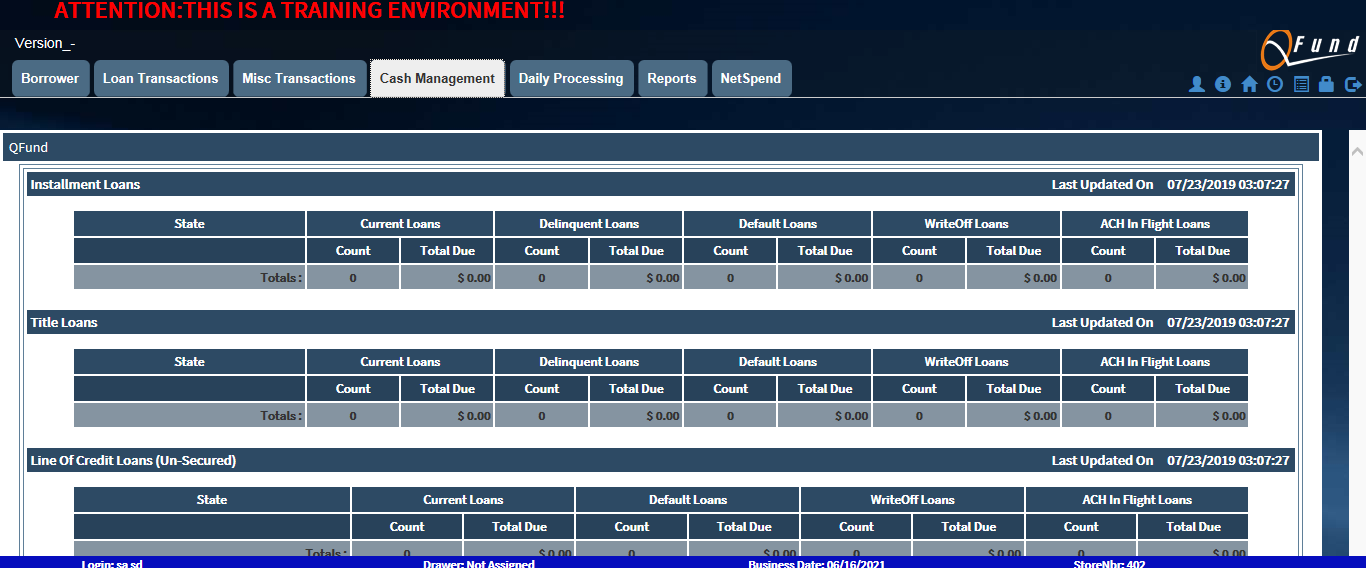 ATTENTION:THIS IS A TRAINING ENVIRONMENT!!!
Version_-
QFund
Borrower Loan Transactions Misc Transactions Cash Management Daily Processing Reports NetSpend
QFund
Installment Loans Last Updated On 07/23/2019 03:07:27
State Current Loans Delinquent Loans Default Loans WriteOff Loans ACH In Flight Loans
Count Total Due Count Total Due Count Total Due Count Total Due Count Total Due
Totals : 0 $ 0.00 0 $ 0.00 0 $ 0.00 0 $ 0.00 0 $ 0.00
Title Loans Last Updated On 07/23/2019 03:07:27
State Current Loans Delinquent Loans Default Loans WriteOff Loans ACH In Flight Loans
Count Total Due Count Total Due Count Total Due Count Total Due Count Total Due
Totals : 0 $ 0.00 0 $ 0.00 0 $ 0.00 0 $ 0.00 0 $ 0.00
Line Of Credit Loans (Un-Secured) Last Updated On 07/23/2019 03:07:27
State Current Loans Default Loans WriteOff Loans ACH In Flight Loans
Count Total Due Count Total Due Count Total Due Count Total Due
Totals : 0 $ 0.00 0 $ 0.00 0 $ 0.00 0 $ 0.00
Login: sa sd Drawer: Not Assigned Business Date: 06/16/2021 StoreNbr: 402